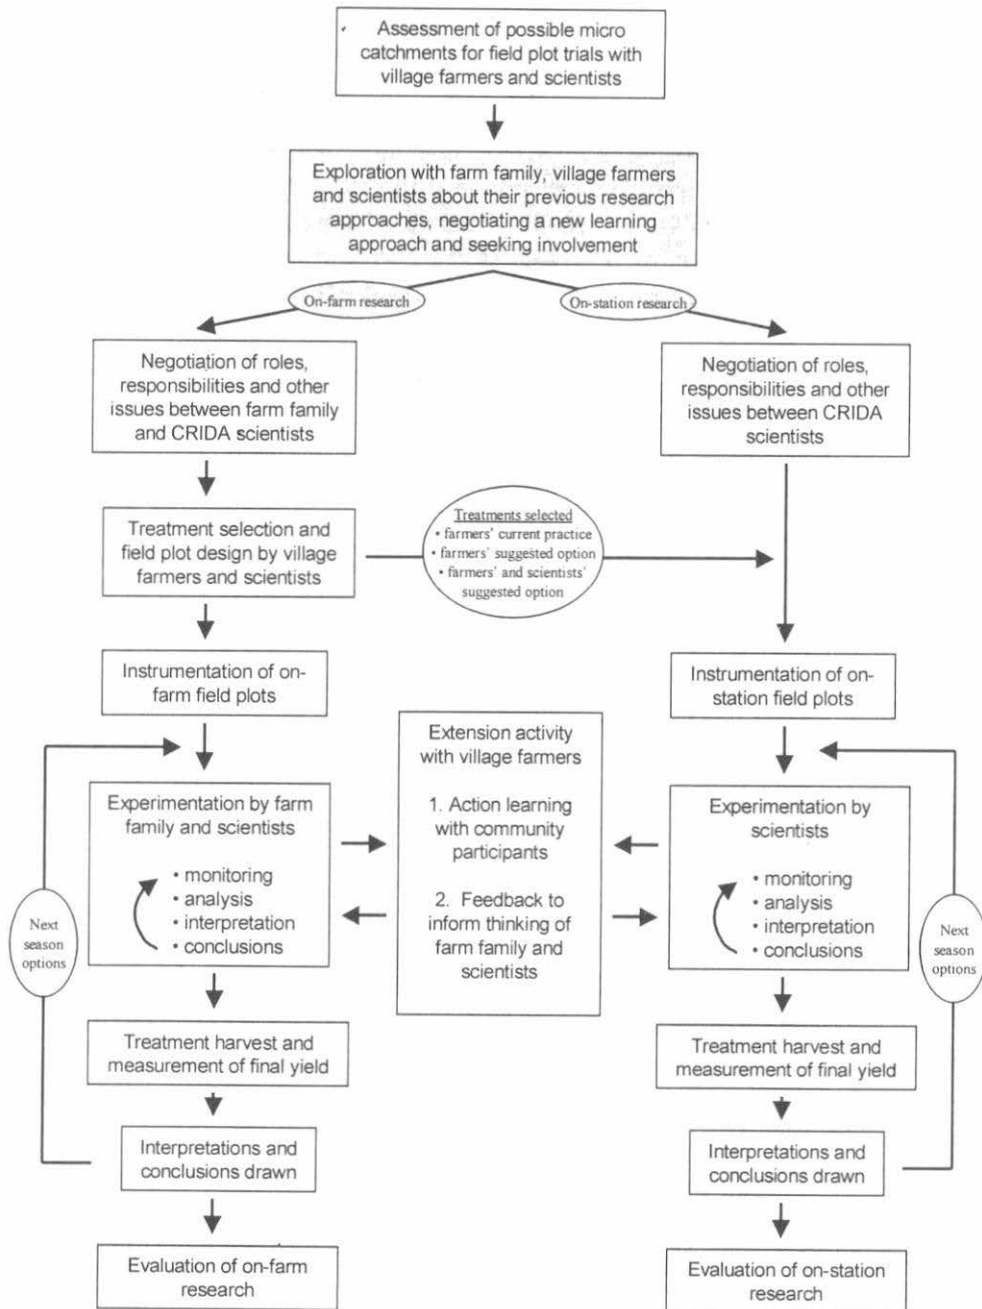 Assessment of possible micro
catchments for field plot trials with
village farmers and scientists
Exploration with farm family, village farmers
and scientists about their previous research
approaches, negotiating a new learning
approach and seeking involvement
On-farm research
On-station research
Negotiation of roles,
responsibilities and other
issues between farm family
and CRIDA scientists
Negotiation of roles,
responsibilities and other
issues between CRIDA
scientists
Treatment selection and
field plot design by village
farmers and scientists
Treatments selected
• farmers' current practice
• farmers' suggested option
• farmers' and scientists'
suggested option
Instrumentation of on-
farm field plots
Instrumentation of on-
station field plots
Extension activity
with village farmers
1. Action learning
with community
participants
2. Feedback to
inform thinking of
farm family and
scientists
Experimentation by farm
family and scientists
• monitoring
• analysis
• interpretation
• conclusions
Experimentation by
scientists
• monitoring
• analysis
• interpretation
• conclusions
Next
season
options
Next
season
options
Treatment harvest and
measurement of final yield
Treatment harvest and
measurement of final yield
Interpretations and
conclusions drawn
Interpretations and
conclusions drawn
Evaluation of on-farm
research
Evaluation of on-station
research